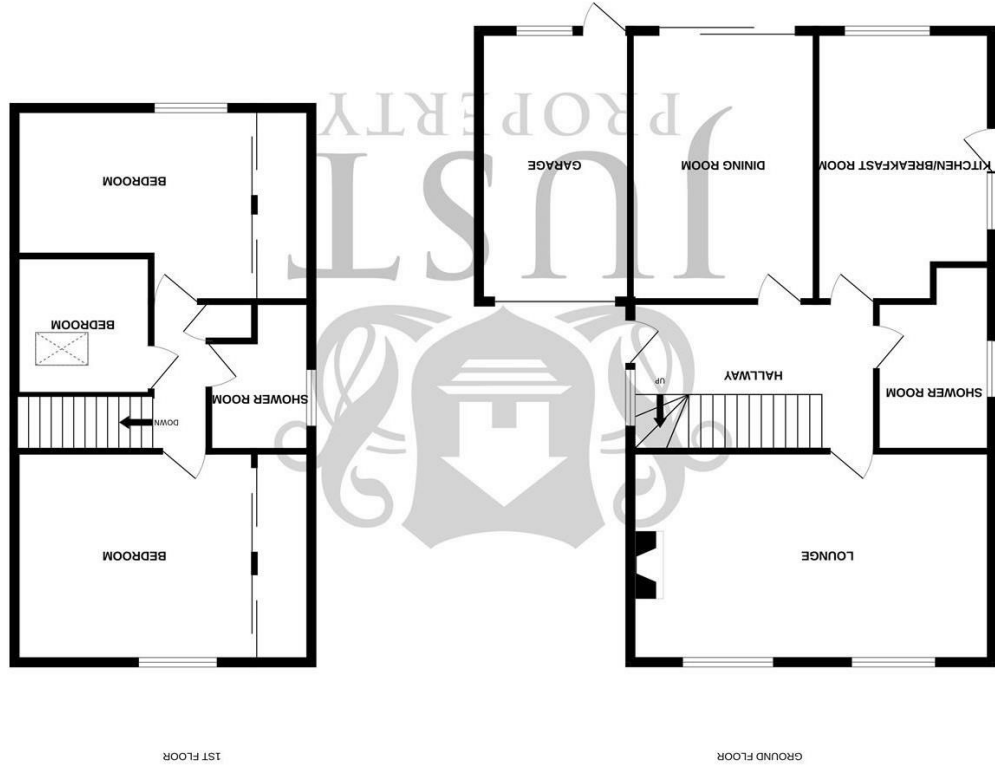 GROUND FLOOR
1ST FLOOR
LOUNGE
BEDROOM
HALLWAY
UP
SHOWER ROOM
DOWN
SHOWER ROOM
BEDROOM
KITCHEN/BREAKFAST ROOM
DINING ROOM
GARAGE
BEDROOM
JUST
PROPERTY